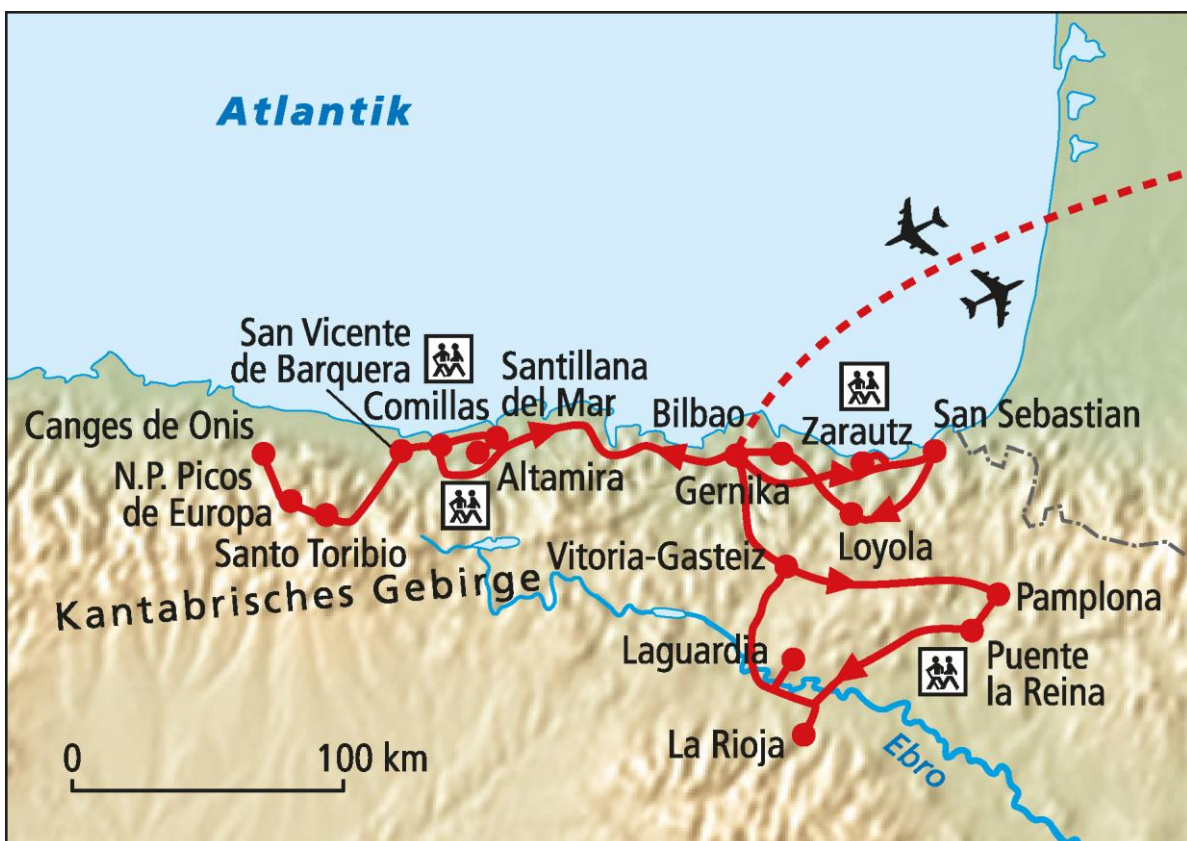 Atlantik
San Vicente
de Barquera
Comillas
Santillana
del Mar
Bilbao
Zarautz
San Sebastian
Canges de Onis
N.P. Picos
de Europa
Altamira
Gernika
Santo Toribio
Vitoria-Gasteiz
Loyola
Kantabrisches Gebirge
Pamplona
Laguardia
Puente
la Reina
La Rioja
Ebro
0
100 km